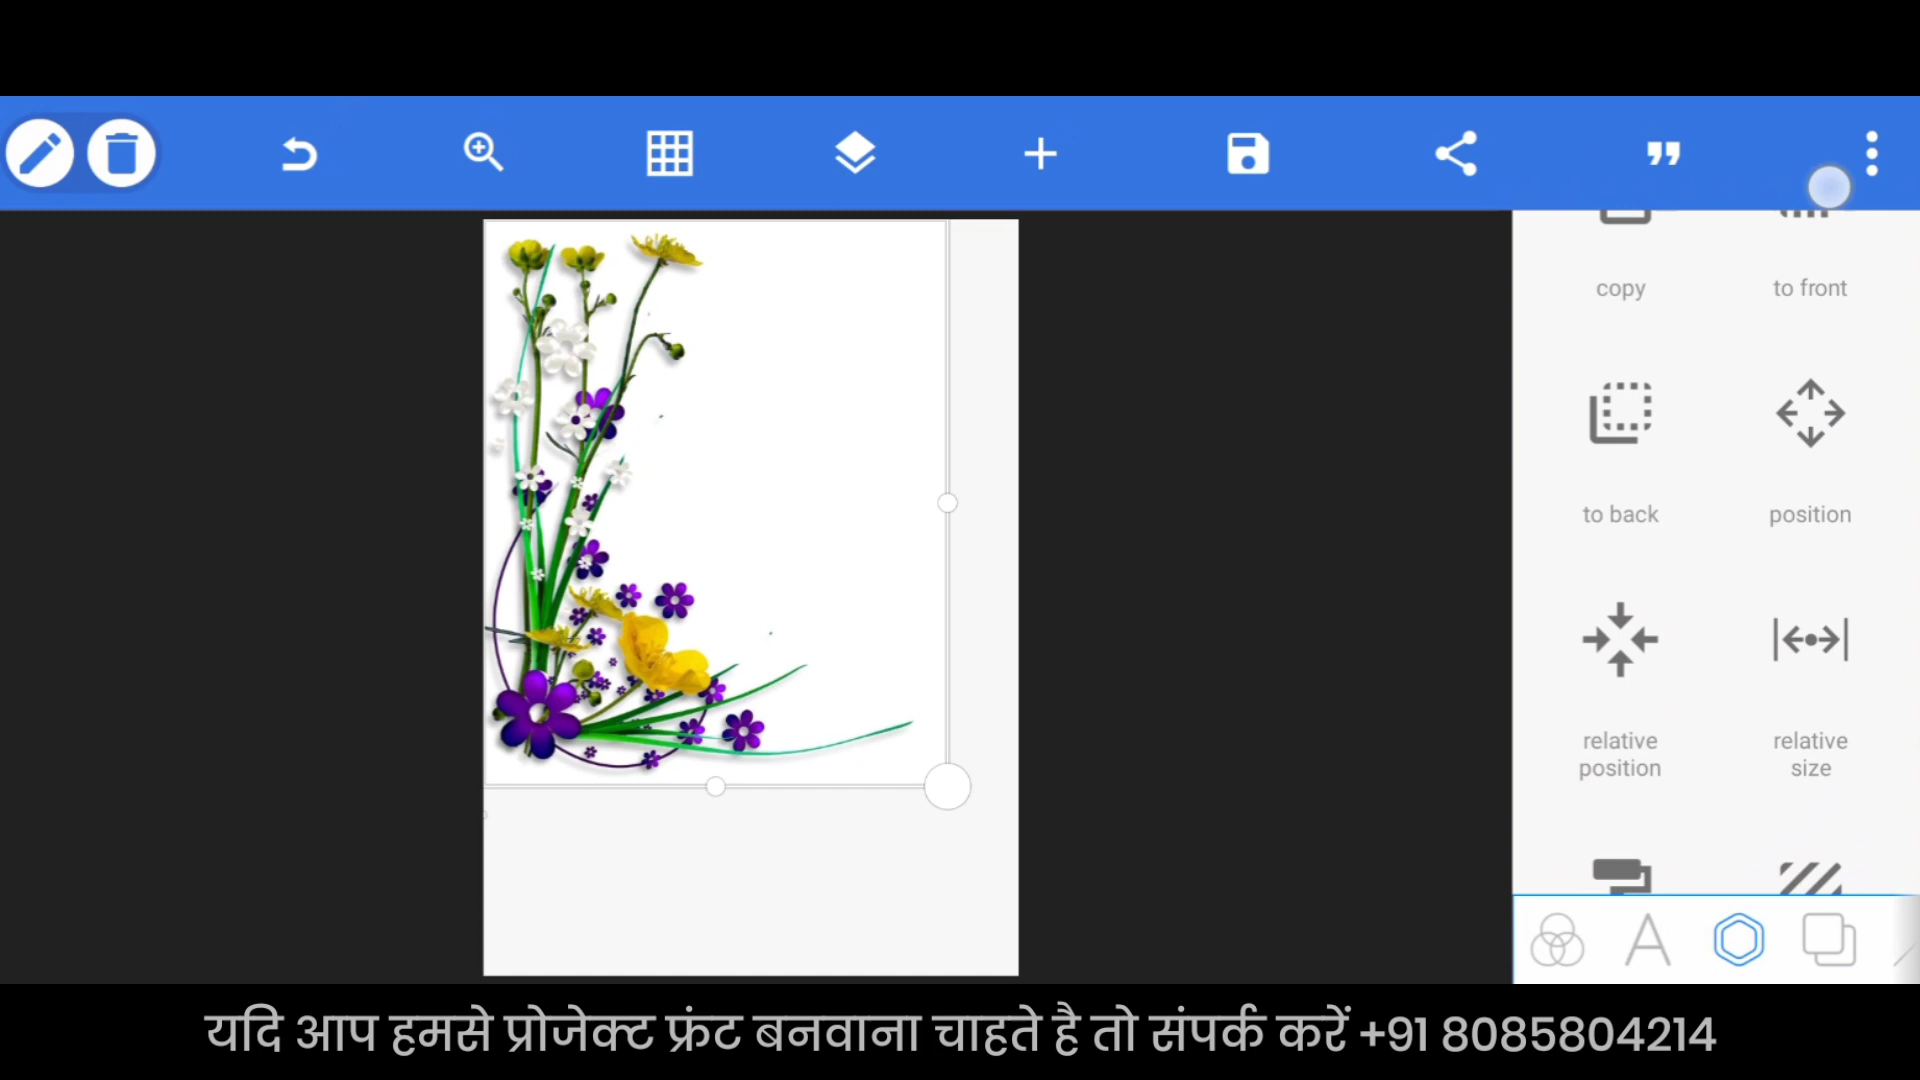 copy
to front
to back
position
relative position
relative size
यदि आप हमसे प्रोजेक्ट फ्रंट बनवाना चाहते है तो संपर्क करें +91 8085804214